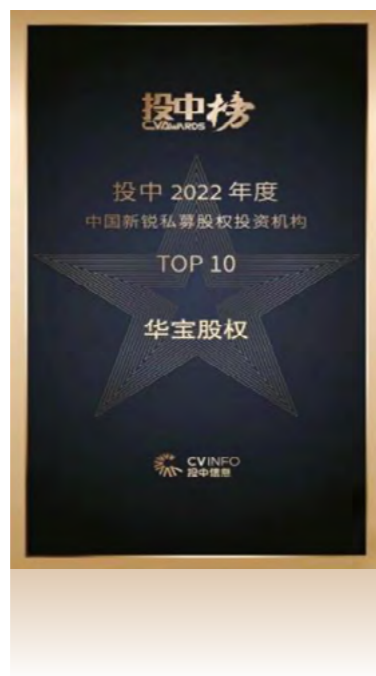 投中榜
CVAWARDS
投中 2022 年度
中国新锐私募股权投资机构
TOP 10
华宝股权
CVINFO
投中信息